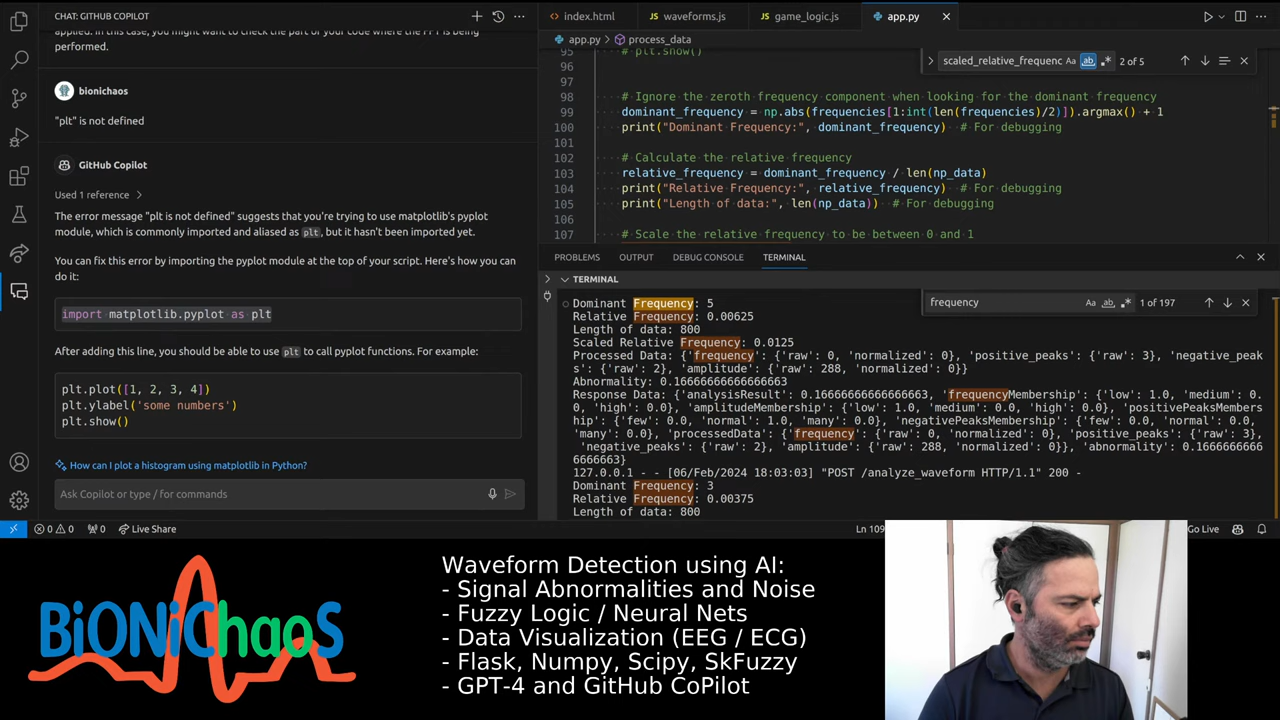 CHAT: GITHUB COPILOT
applied. In this case, you might want to check the part of your code where the FFT is being
performed.
bionichaos
"plt" is not defined
GitHub Copilot
Used 1 reference
The error message "plt is not defined" suggests that you're trying to use matplotlib's pyplot
module, which is commonly imported and aliased as plt, but it hasn't been imported yet.
You can fix this error by importing the pyplot module at the top of your script. Here's how you can
do it:
import matplotlib.pyplot as plt
After adding this line, you should be able to use plt to call pyplot functions. For example:
plt.plot([1, 2, 3, 4])
plt.ylabel('some numbers')
plt.show()
How can I plot a histogram using matplotlib in Python?
Ask Copilot or type / for commands
0 0 0 Live Share
index.html waveforms.js game_logic.js app.py
app.py > process_data
scaled_relative_frequenc Aa ab 2 of 5
95 # plt.show()
96
97
98 # Ignore the zeroth frequency component when looking for the dominant frequency
99 dominant_frequency = np.abs(frequencies[1:int(len(frequencies)/2)]).argmax() + 1
100 print("Dominant Frequency:", dominant_frequency) # For debugging
101
102 # Calculate the relative frequency
103 relative_frequency = dominant_frequency / len(np_data)
104 print("Relative Frequency:", relative_frequency) # For debugging
105 print("Length of data:", len(np_data)) # For debugging
106
107 # Scale the relative frequency to be between 0 and 1
PROBLEMS OUTPUT DEBUG CONSOLE TERMINAL
TERMINAL
frequency Aa ab 1 of 197
Dominant Frequency: 5
Relative Frequency: 0.00625
Length of data: 800
Scaled Relative Frequency: 0.0125
Processed Data: {'frequency': {'raw': 0, 'normalized': 0}, 'positive_peaks': {'raw': 3}, 'negative_peak
s': {'raw': 2}, 'amplitude': {'raw': 288, 'normalized': 0}}
Abnormality: 0.16666666666666663
Response Data: {'analysisResult': 0.16666666666666663, 'frequencyMembership': {'low': 1.0, 'medium': 0.
0, 'high': 0.0}, 'amplitudeMembership': {'low': 1.0, 'medium': 0.0, 'high': 0.0}, 'positivePeaksMembers
hip': {'few': 0.0, 'normal': 1.0, 'many': 0.0}, 'negativePeaksMembership': {'few': 0.0, 'normal': 0.0,
'many': 0.0}, 'processedData': {'frequency': {'raw': 0, 'normalized': 0}, 'positive_peaks': {'raw': 3},
'negative_peaks': {'raw': 2}, 'amplitude': {'raw': 288, 'normalized': 0}}, 'abnormality': 0.1666666666
6666663}
127.0.0.1 - - [06/Feb/2024 18:03:03] "POST /analyze_waveform HTTP/1.1" 200 -
Dominant Frequency: 3
Relative Frequency: 0.00375
Length of data: 800
Ln 109 Go Live
BiONiChaoS
Waveform Detection using AI:
- Signal Abnormalities and Noise
- Fuzzy Logic / Neural Nets
- Data Visualization (EEG / ECG)
- Flask, Numpy, Scipy, SkFuzzy
- GPT-4 and GitHub CoPilot